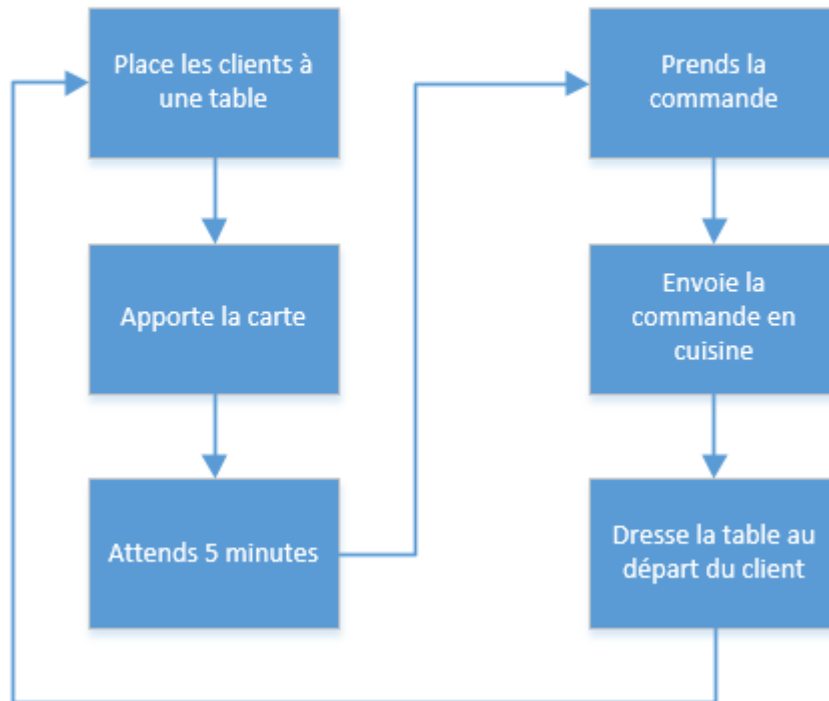 Place les clients à
une table
Apporte la carte
Attends 5 minutes
Prends la
commande
Envoie la
commande en
cuisine
Dresse la table au
départ du client